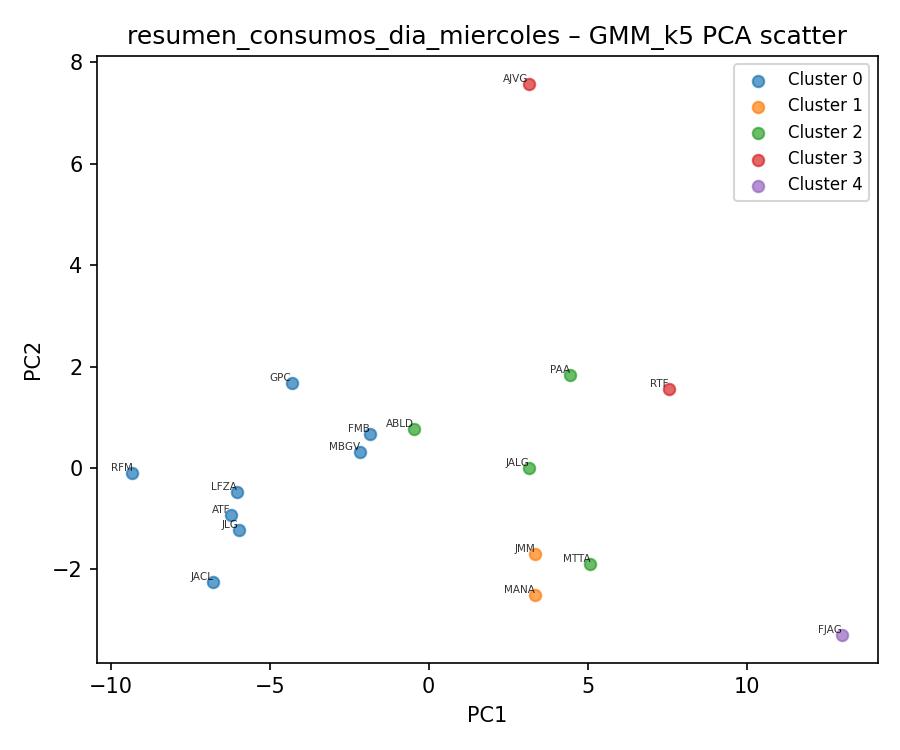 resumen_consumos_dia_miercoles – GMM_k5 PCA scatter
8
6
4
2
0
−2
PC2
−10
−5
0
5
10
PC1
Cluster 0
Cluster 1
Cluster 2
Cluster 3
Cluster 4
AJVG
GPC
PAA
RTF
FMB
ABLD
MBGV
RFM
JALG
LFZA
ATF
JLG
JMM
MTTA
JACL
MANA
FJAG